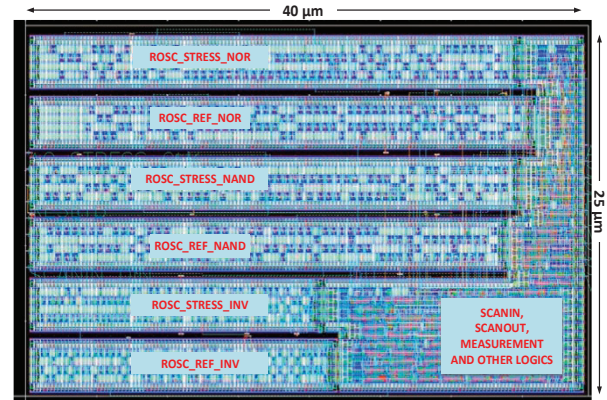 40 µm
ROSC_STRESS_NOR
ROSC_REF_NOR
ROSC_STRESS_NAND
ROSC_REF_NAND
ROSC_STRESS_INV
ROSC_REF_INV
25 µm
SCANIN,
SCANOUT,
MEASUREMENT
AND OTHER LOGICS